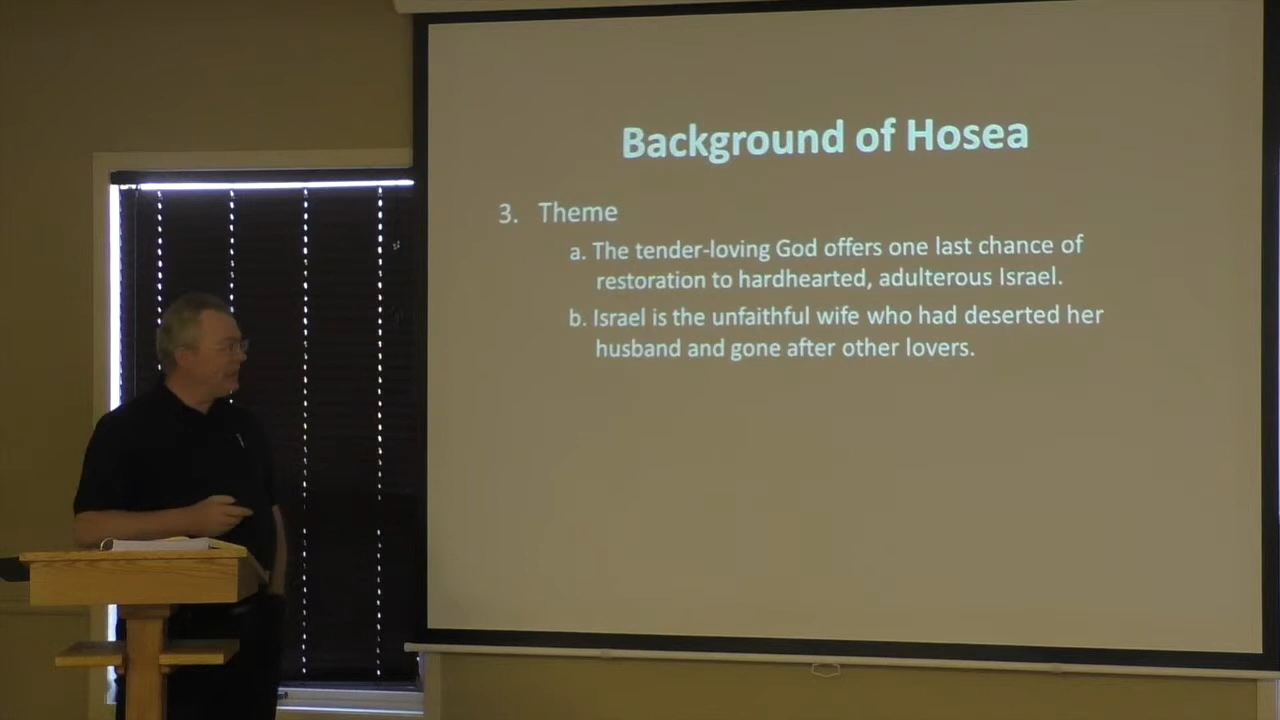 Background of Hosea
3. Theme
a. The tender-loving God offers one last chance of
restoration to hardhearted, adulterous Israel.
b. Israel is the unfaithful wife who had deserted her
husband and gone after other lovers.